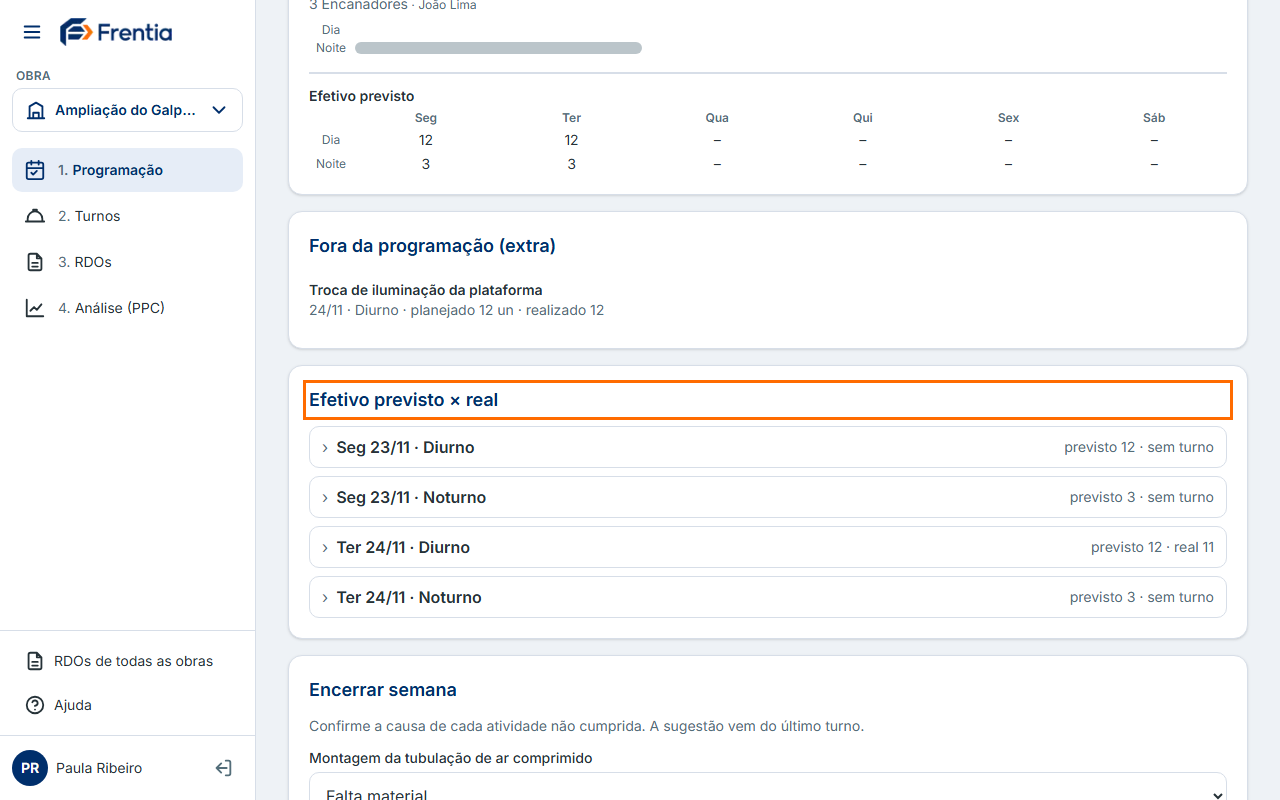 3 Encanadores · João Lima
Dia
Noite
Efetivo previsto
Seg Ter Qua Qui Sex Sáb
Dia 12 12 – – – –
Noite 3 3 – – – –
Frentia
OBRA
Ampliação do Galp...
1. Programação
2. Turnos
3. RDOs
4. Análise (PPC)
RDOs de todas as obras
Ajuda
PR Paula Ribeiro
Fora da programação (extra)
Troca de iluminação da plataforma
24/11 · Diurno · planejado 12 un · realizado 12
Efetivo previsto × real
› Seg 23/11 · Diurno previsto 12 · sem turno
› Seg 23/11 · Noturno previsto 3 · sem turno
› Ter 24/11 · Diurno previsto 12 · real 11
› Ter 24/11 · Noturno previsto 3 · sem turno
Encerrar semana
Confirme a causa de cada atividade não cumprida. A sugestão vem do último turno.
Montagem da tubulação de ar comprimido
Falta material